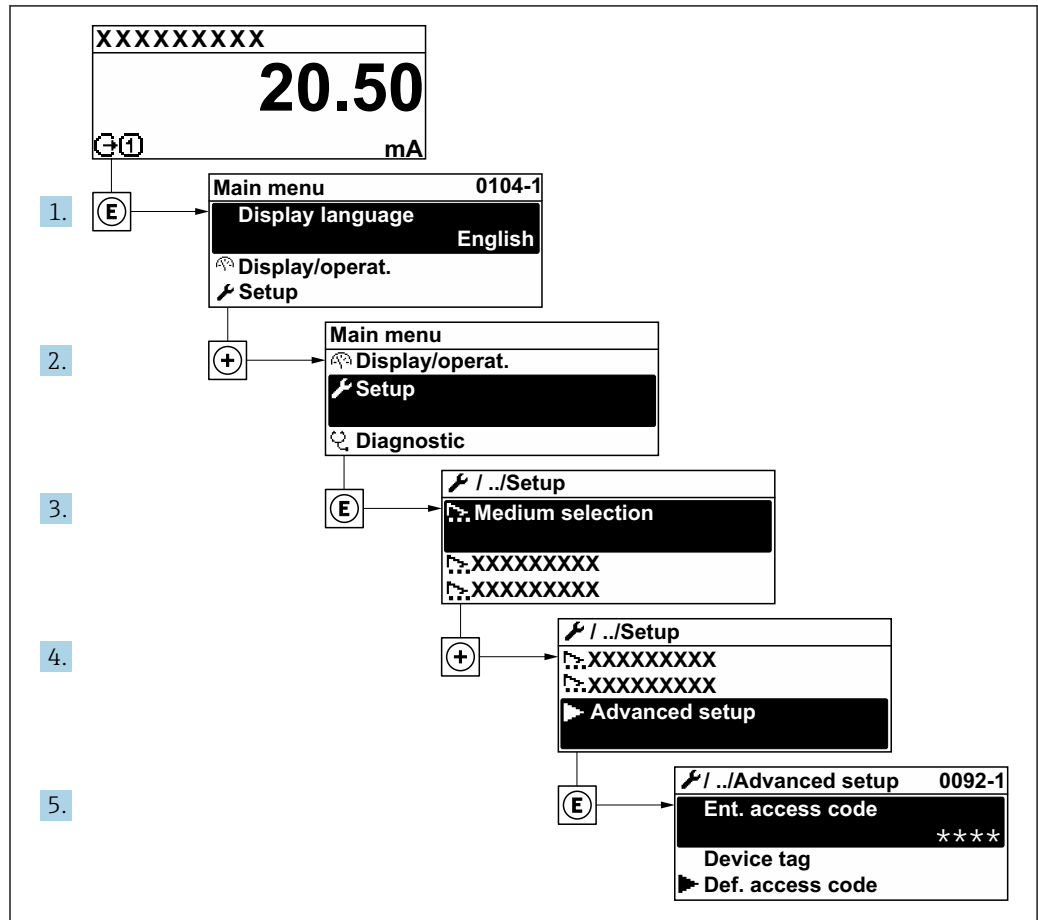 XXXXXXXXX
20.50
1 mA
1. E
Main menu 0104-1
Display language
English
Display/operat.
Setup
2. +
Main menu
Display/operat.
Setup
Diagnostic
3. E
/ ../Setup
Medium selection
XXXXXXXXX
XXXXXXXXX
4. +
/ ../Setup
XXXXXXXXX
XXXXXXXXX
Advanced setup
5. E
/ ../Advanced setup 0092-1
Ent. access code
****
Device tag
Def. access code